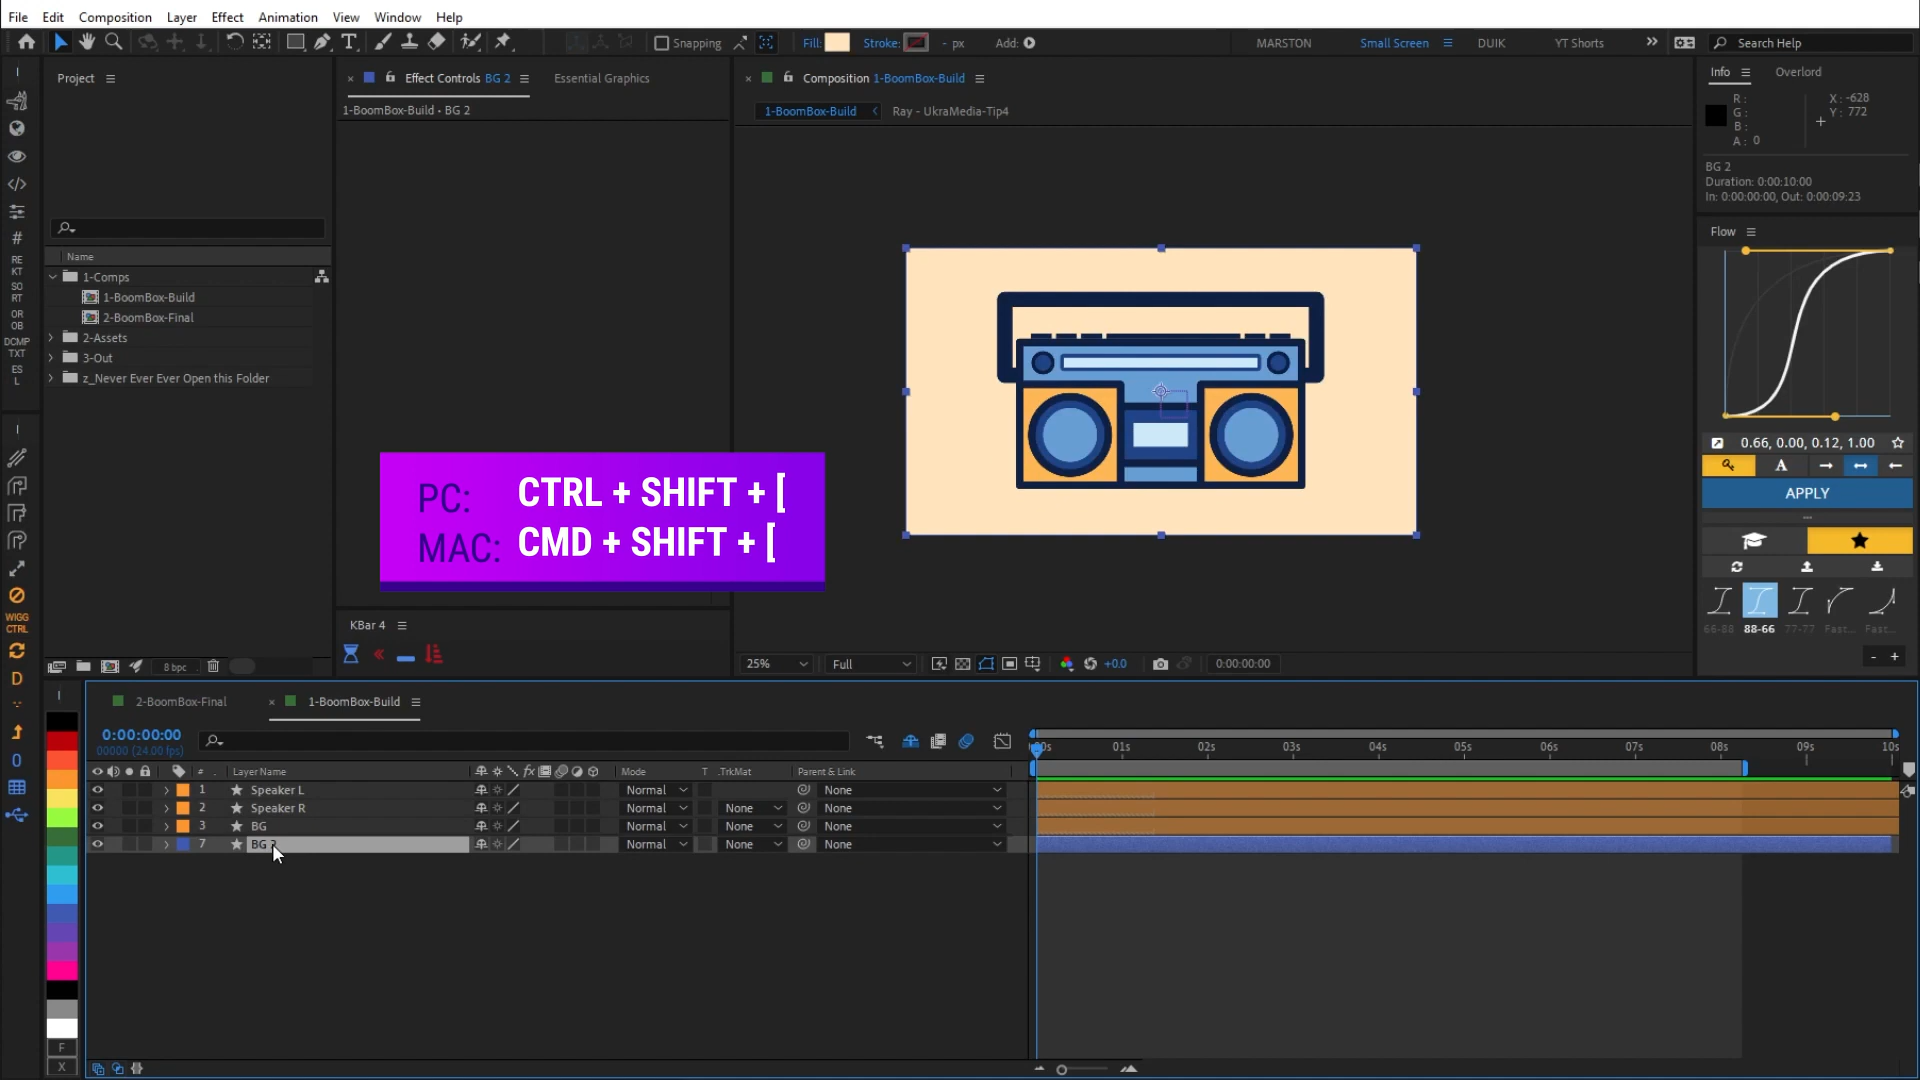 File Edit Composition Layer Effect Animation View Window Help
Snapping Fill: Stroke: - px Add: MARSTON Small Screen DUIK YT Shorts Search Help
Project
Effect Controls BG 2 Essential Graphics
Composition 1-BoomBox-Build
Info Overlord
1-BoomBox-Build • BG 2
1-BoomBox-Build Ray - UkraMedia-Tip4
R :
G :
B :
A : 0
X : -628
Y : 772
BG 2
Duration: 0:00:10:00
In: 0:00:00:00, Out: 0:00:09:23
Flow
Name
1-Comps
1-BoomBox-Build
2-BoomBox-Final
2-Assets
3-Out
z_Never Ever Ever Open this Folder
RE
KT
SO
RT
OR
OB
DCMP
TXT
ES
L
WIGG
CTRL
D
0
PC: CTRL + SHIFT + [
MAC: CMD + SHIFT + [
0.66, 0.00, 0.12, 1.00
A
APPLY
66-88 88-66 77-77 Fast... Fast...
- +
KBar 4
8 bpc
25% Full +0.0 0:00:00:00
2-BoomBox-Final 1-BoomBox-Build
0:00:00:00
00000 (24.00 fps)
01s 02s 03s 04s 05s 06s 07s 08s 09s 10s
# Layer Name fx Mode T .TrkMat Parent & Link
1 Speaker L Normal None
2 Speaker R Normal None None
3 BG Normal None None
7 BG 2 Normal None None
F
X